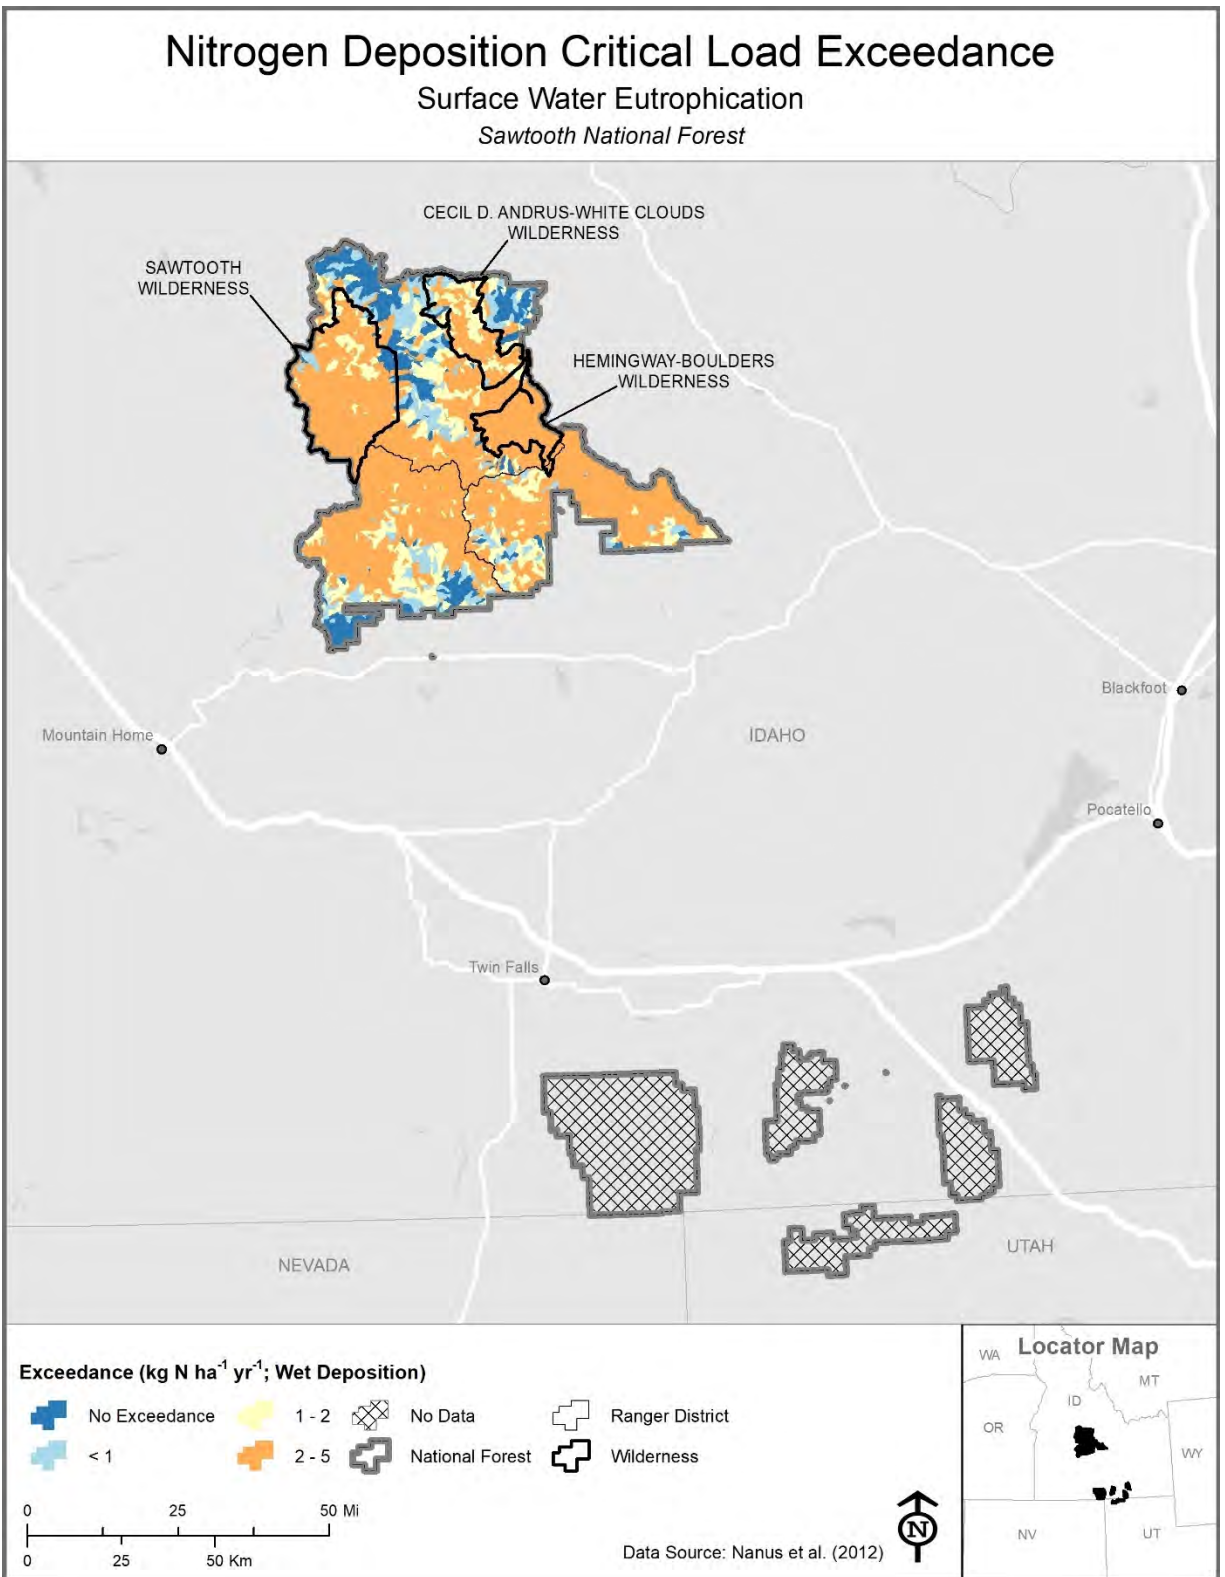 Nitrogen Deposition Critical Load Exceedance
Surface Water Eutrophication
Sawtooth National Forest
CECIL D. ANDRUS-WHITE CLOUDS
WILDERNESS
SAWTOOTH
WILDERNESS
HEMINGWAY-BOULDERS
WILDERNESS
Blackfoot
Mountain Home
IDAHO
Pocatello
Twin Falls
NEVADA
UTAH
Exceedance (kg N ha⁻¹ yr⁻¹; Wet Deposition)
No Exceedance
1 - 2
No Data
Ranger District
< 1
2 - 5
National Forest
Wilderness
0 25 50 Mi
0 25 50 Km
N
Data Source: Nanus et al. (2012)
Locator Map
WA
MT
ID
OR
WY
NV
UT